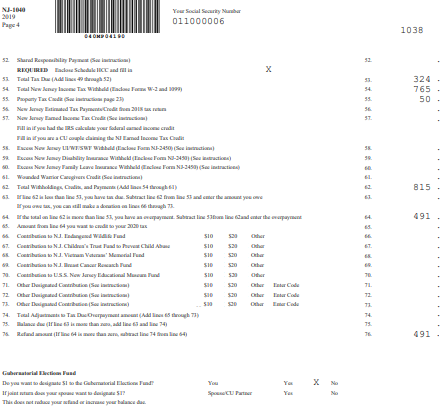 NJ-1040
2019
Page 4
040MP04190
Your Social Security Number
011000006
1038
52. Shared Responsibility Payment (See instructions) 52. .
REQUIRED Enclose Schedule HCC and fill in X
53. Total Tax Due (Add lines 49 through 52) 53. 324 .
54. Total New Jersey Income Tax Withheld (Enclose Forms W-2 and 1099) 54. 765 .
55. Property Tax Credit (See instructions page 23) 55. 50 .
56. New Jersey Estimated Tax Payments/Credit from 2018 tax return 56. .
57. New Jersey Earned Income Tax Credit (See instructions) 57. .
Fill in if you had the IRS calculate your federal earned income credit
Fill in if you are a CU couple claiming the NJ Earned Income Tax Credit
58. Excess New Jersey UI/WF/SWF Withheld (Enclose Form NJ-2450) (See instructions) 58. .
59. Excess New Jersey Disability Insurance Withheld (Enclose Form NJ-2450) (See instructions) 59. .
60. Excess New Jersey Family Leave Insurance Withheld (Enclose Form NJ-2450) (See instructions) 60. .
61. Wounded Warrior Caregivers Credit (See instructions) 61. .
62. Total Withholdings, Credits, and Payments (Add lines 54 through 61) 62. 815 .
63. If line 62 is less than line 53, you have tax due. Subtract line 62 from line 53 and enter the amount you owe 63. .
If you owe tax, you can still make a donation on lines 66 through 73.
64. If the total on line 62 is more than line 53, you have an overpayment. Subtract line 53from line 62and enter the overpayment 64. 491 .
65. Amount from line 64 you want to credit to your 2020 tax 65. .
66. Contribution to N.J. Endangered Wildlife Fund $10 $20 Other 66. .
67. Contribution to N.J. Children's Trust Fund to Prevent Child Abuse $10 $20 Other 67. .
68. Contribution to N.J. Vietnam Veterans' Memorial Fund $10 $20 Other 68. .
69. Contribution to N.J. Breast Cancer Research Fund $10 $20 Other 69. .
70. Contribution to U.S.S. New Jersey Educational Museum Fund $10 $20 Other 70. .
71. Other Designated Contribution (See instructions) $10 $20 Other Enter Code 71. .
72. Other Designated Contribution (See instructions) $10 $20 Other Enter Code 72. .
73. Other Designated Contribution (See instructions) $10 $20 Other Enter Code 73. .
74. Total Adjustments to Tax Due/Overpayment amount (Add lines 65 through 73) 74. .
75. Balance due (If line 63 is more than zero, add line 63 and line 74) 75. .
76. Refund amount (If line 64 is more than zero, subtract line 74 from line 64) 76. 491 .
Gubernatorial Elections Fund
Do you want to designate $1 to the Gubernatorial Elections Fund? You Yes X No
If joint return does your spouse want to designate $1? Spouse/CU Partner Yes No
This does not reduce your refund or increase your balance due.